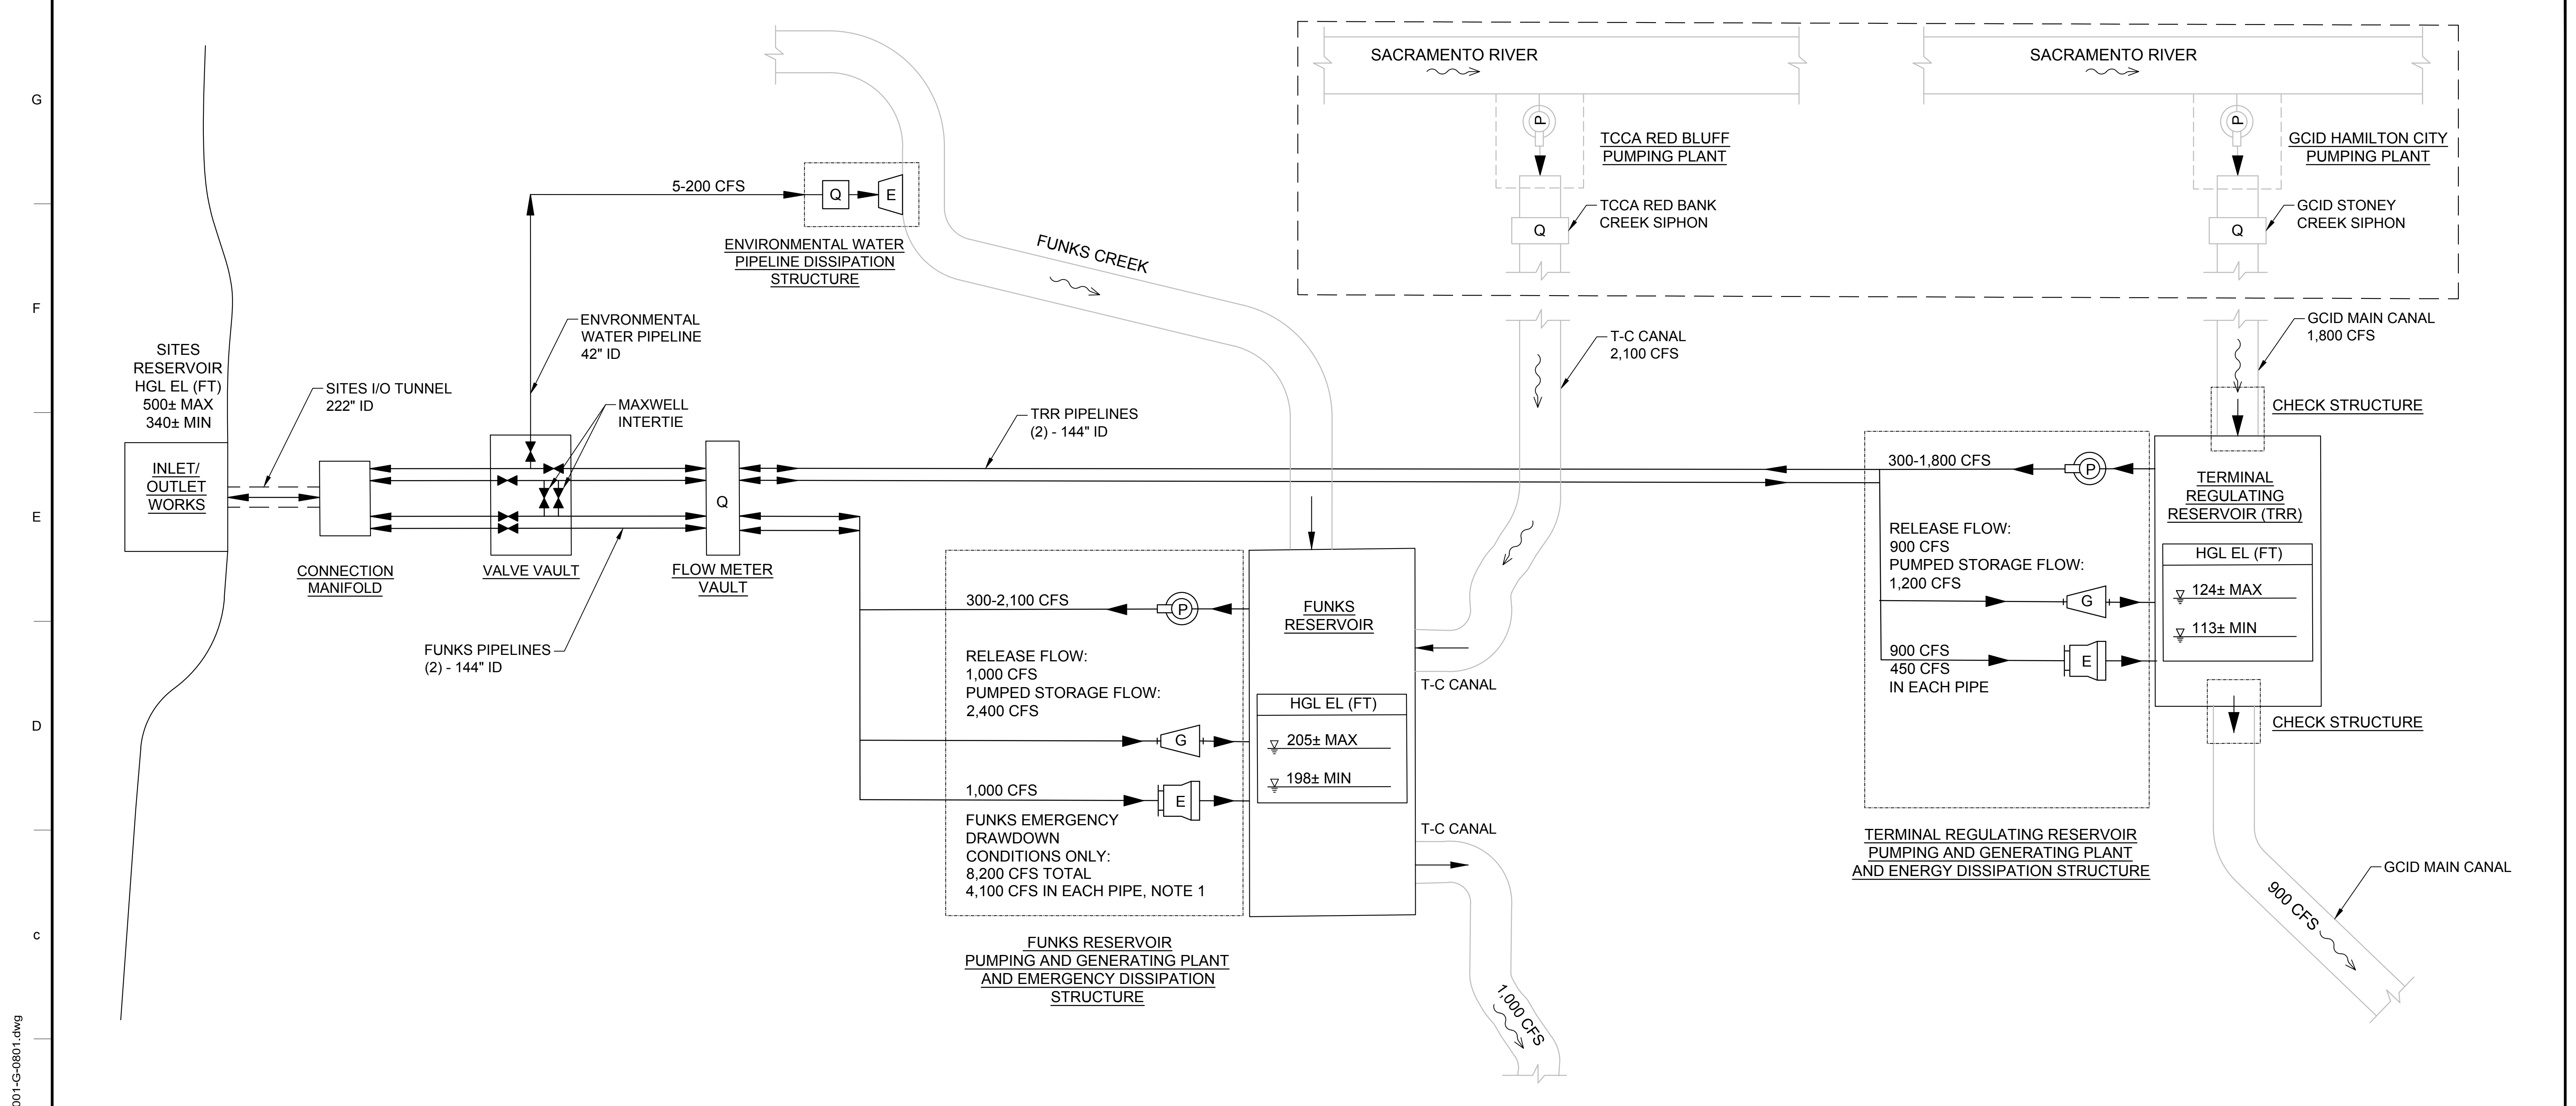 G
F
E
D
c
001-G-0801.dwg
SACRAMENTO RIVER
P
TCCA RED BLUFF
PUMPING PLANT
TCCA RED BANK
CREEK SIPHON
Q
SACRAMENTO RIVER
P
GCID HAMILTON CITY
PUMPING PLANT
GCID STONEY
CREEK SIPHON
Q
5-200 CFS
Q
E
ENVIRONMENTAL WATER
PIPELINE DISSIPATION
STRUCTURE
FUNKS CREEK
ENVRONMENTAL
WATER PIPELINE
42" ID
SITES
RESERVOIR
HGL EL (FT)
500± MAX
340± MIN
SITES I/O TUNNEL
222" ID
MAXWELL
INTERTIE
INLET/
OUTLET
WORKS
CONNECTION
MANIFOLD
VALVE VAULT
Q
FLOW METER
VAULT
FUNKS PIPELINES
(2) - 144" ID
TRR PIPELINES
(2) - 144" ID
T-C CANAL
2,100 CFS
GCID MAIN CANAL
1,800 CFS
CHECK STRUCTURE
300-2,100 CFS
P
RELEASE FLOW:
1,000 CFS
PUMPED STORAGE FLOW:
2,400 CFS
G
1,000 CFS
E
FUNKS EMERGENCY
DRAWDOWN
CONDITIONS ONLY:
8,200 CFS TOTAL
4,100 CFS IN EACH PIPE, NOTE 1
FUNKS RESERVOIR
PUMPING AND GENERATING PLANT
AND EMERGENCY DISSIPATION
STRUCTURE
FUNKS
RESERVOIR
HGL EL (FT)
205± MAX
198± MIN
T-C CANAL
T-C CANAL
1,000 CFS
300-1,800 CFS
P
RELEASE FLOW:
900 CFS
PUMPED STORAGE FLOW:
1,200 CFS
G
900 CFS
450 CFS
IN EACH PIPE
E
TERMINAL REGULATING RESERVOIR
PUMPING AND GENERATING PLANT
AND ENERGY DISSIPATION STRUCTURE
TERMINAL
REGULATING
RESERVOIR (TRR)
HGL EL (FT)
124± MAX
113± MIN
CHECK STRUCTURE
GCID MAIN CANAL
900 CFS